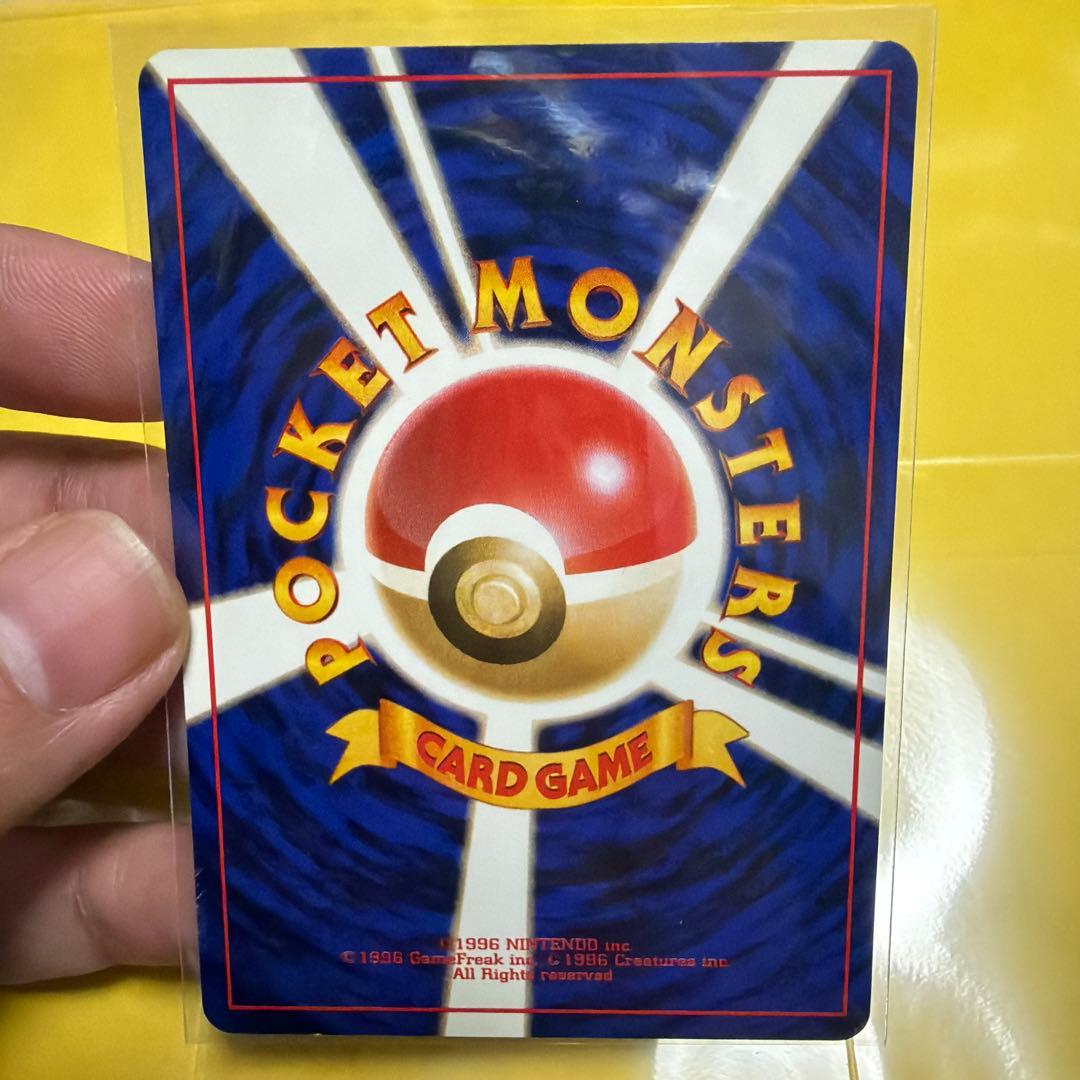 POCKET MONSTERS
CARD GAME
©1996 NINTENDO inc.
©1996 GameFreak inc. ©1996 Creatures inc.
All Rights reserved